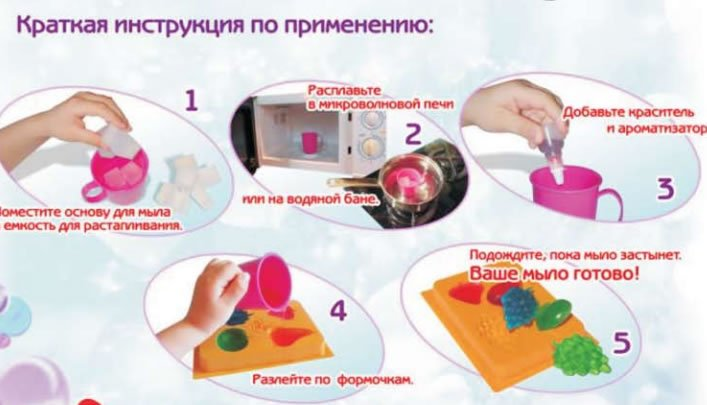 Краткая инструкция по применению:
1
Поместите основу для мыла
емкость для растапливания.
Расплавьте
в микроволновой печи
2
или на водяной бане.
Добавьте краситель
и ароматизатор
3
4
Разлейте по формочкам.
Подождите, пока мыло застынет.
Ваше мыло готово!
5